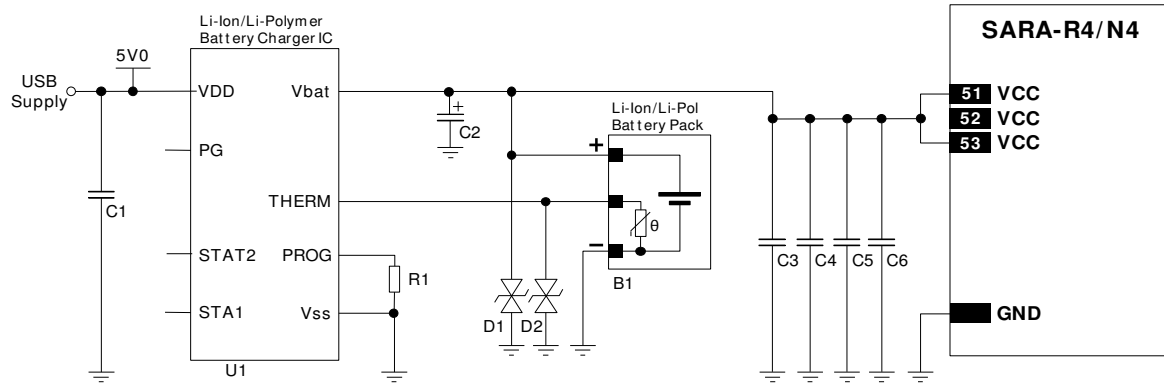 Li-Ion/Li-Polymer
Battery Charger IC
SARA-R4/N4
5V0
USB
Supply
VDD
Vbat
Li-Ion/Li-Pol
Battery Pack
51 VCC
52 VCC
53 VCC
+
C2
+
PG
C1
THERM
θ
–
STAT2
PROG
R1
B1
C3
C4
C5
C6
STA1
Vss
D1
D2
GND
U1